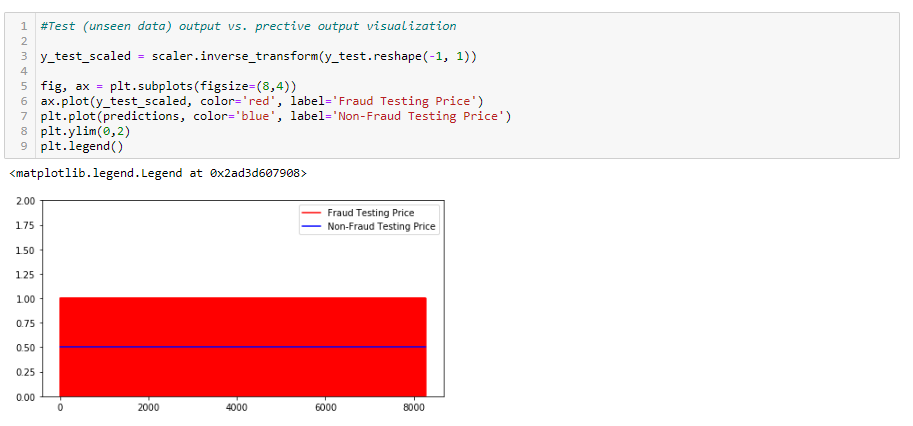 1 #Test (unseen data) output vs. prective output visualization
2
3 y_test_scaled = scaler.inverse_transform(y_test.reshape(-1, 1))
4
5 fig, ax = plt.subplots(figsize=(8,4))
6 ax.plot(y_test_scaled, color='red', label='Fraud Testing Price')
7 plt.plot(predictions, color='blue', label='Non-Fraud Testing Price')
8 plt.ylim(0,2)
9 plt.legend()
<matplotlib.legend.Legend at 0x2ad3d607908>
2.00
Fraud Testing Price
1.75
Non-Fraud Testing Price
1.50
1.25
1.00
0.75
0.50
0.25
0.00
0 2000 4000 6000 8000